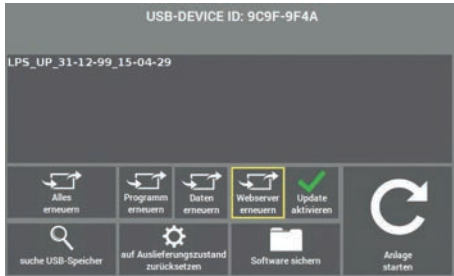 USB-DEVICE ID: 9C9F-9F4A
LPS_UP_31-12-99_15-04-29
Alles
erneuern
Programm
erneuern
Daten
erneuern
Webserver
erneuern
Update
aktivieren
Anlage
starten
suche USB-Speicher
auf Auslieferungszustand
zurücksetzen
Software sichern